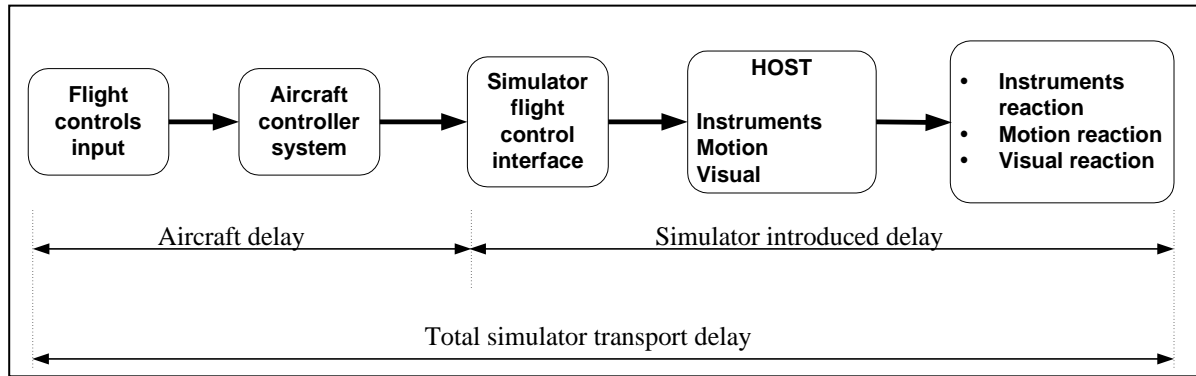 Flight
controls
input
Aircraft
controller
system
Simulator
flight
control
interface
HOST
Instruments
Motion
Visual
• Instruments
reaction
• Motion reaction
• Visual reaction
Aircraft delay
Simulator introduced delay
Total simulator transport delay